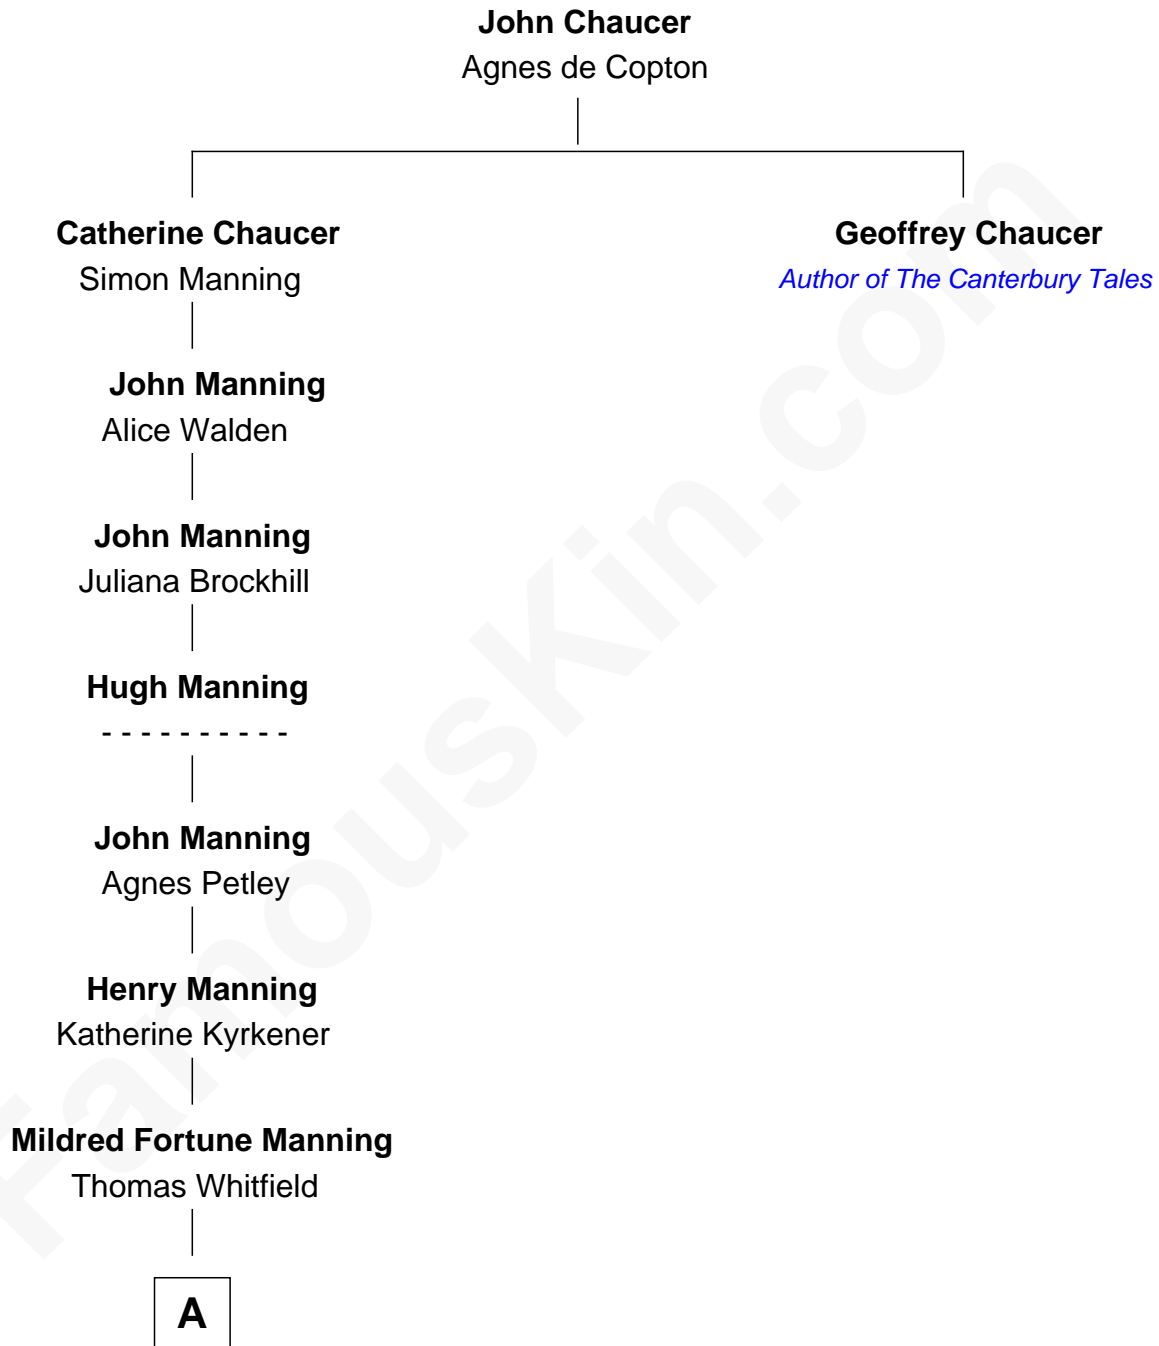 John Chaucer
Agnes de Copton
Catherine Chaucer
Simon Manning
Geoffrey Chaucer
Author of The Canterbury Tales
John Manning
Alice Walden
John Manning
Juliana Brockhill
Hugh Manning
- - - - - - - - - -
John Manning
Agnes Petley
Henry Manning
Katherine Kyrkener
Mildred Fortune Manning
Thomas Whitfield
A
FamousKin.com